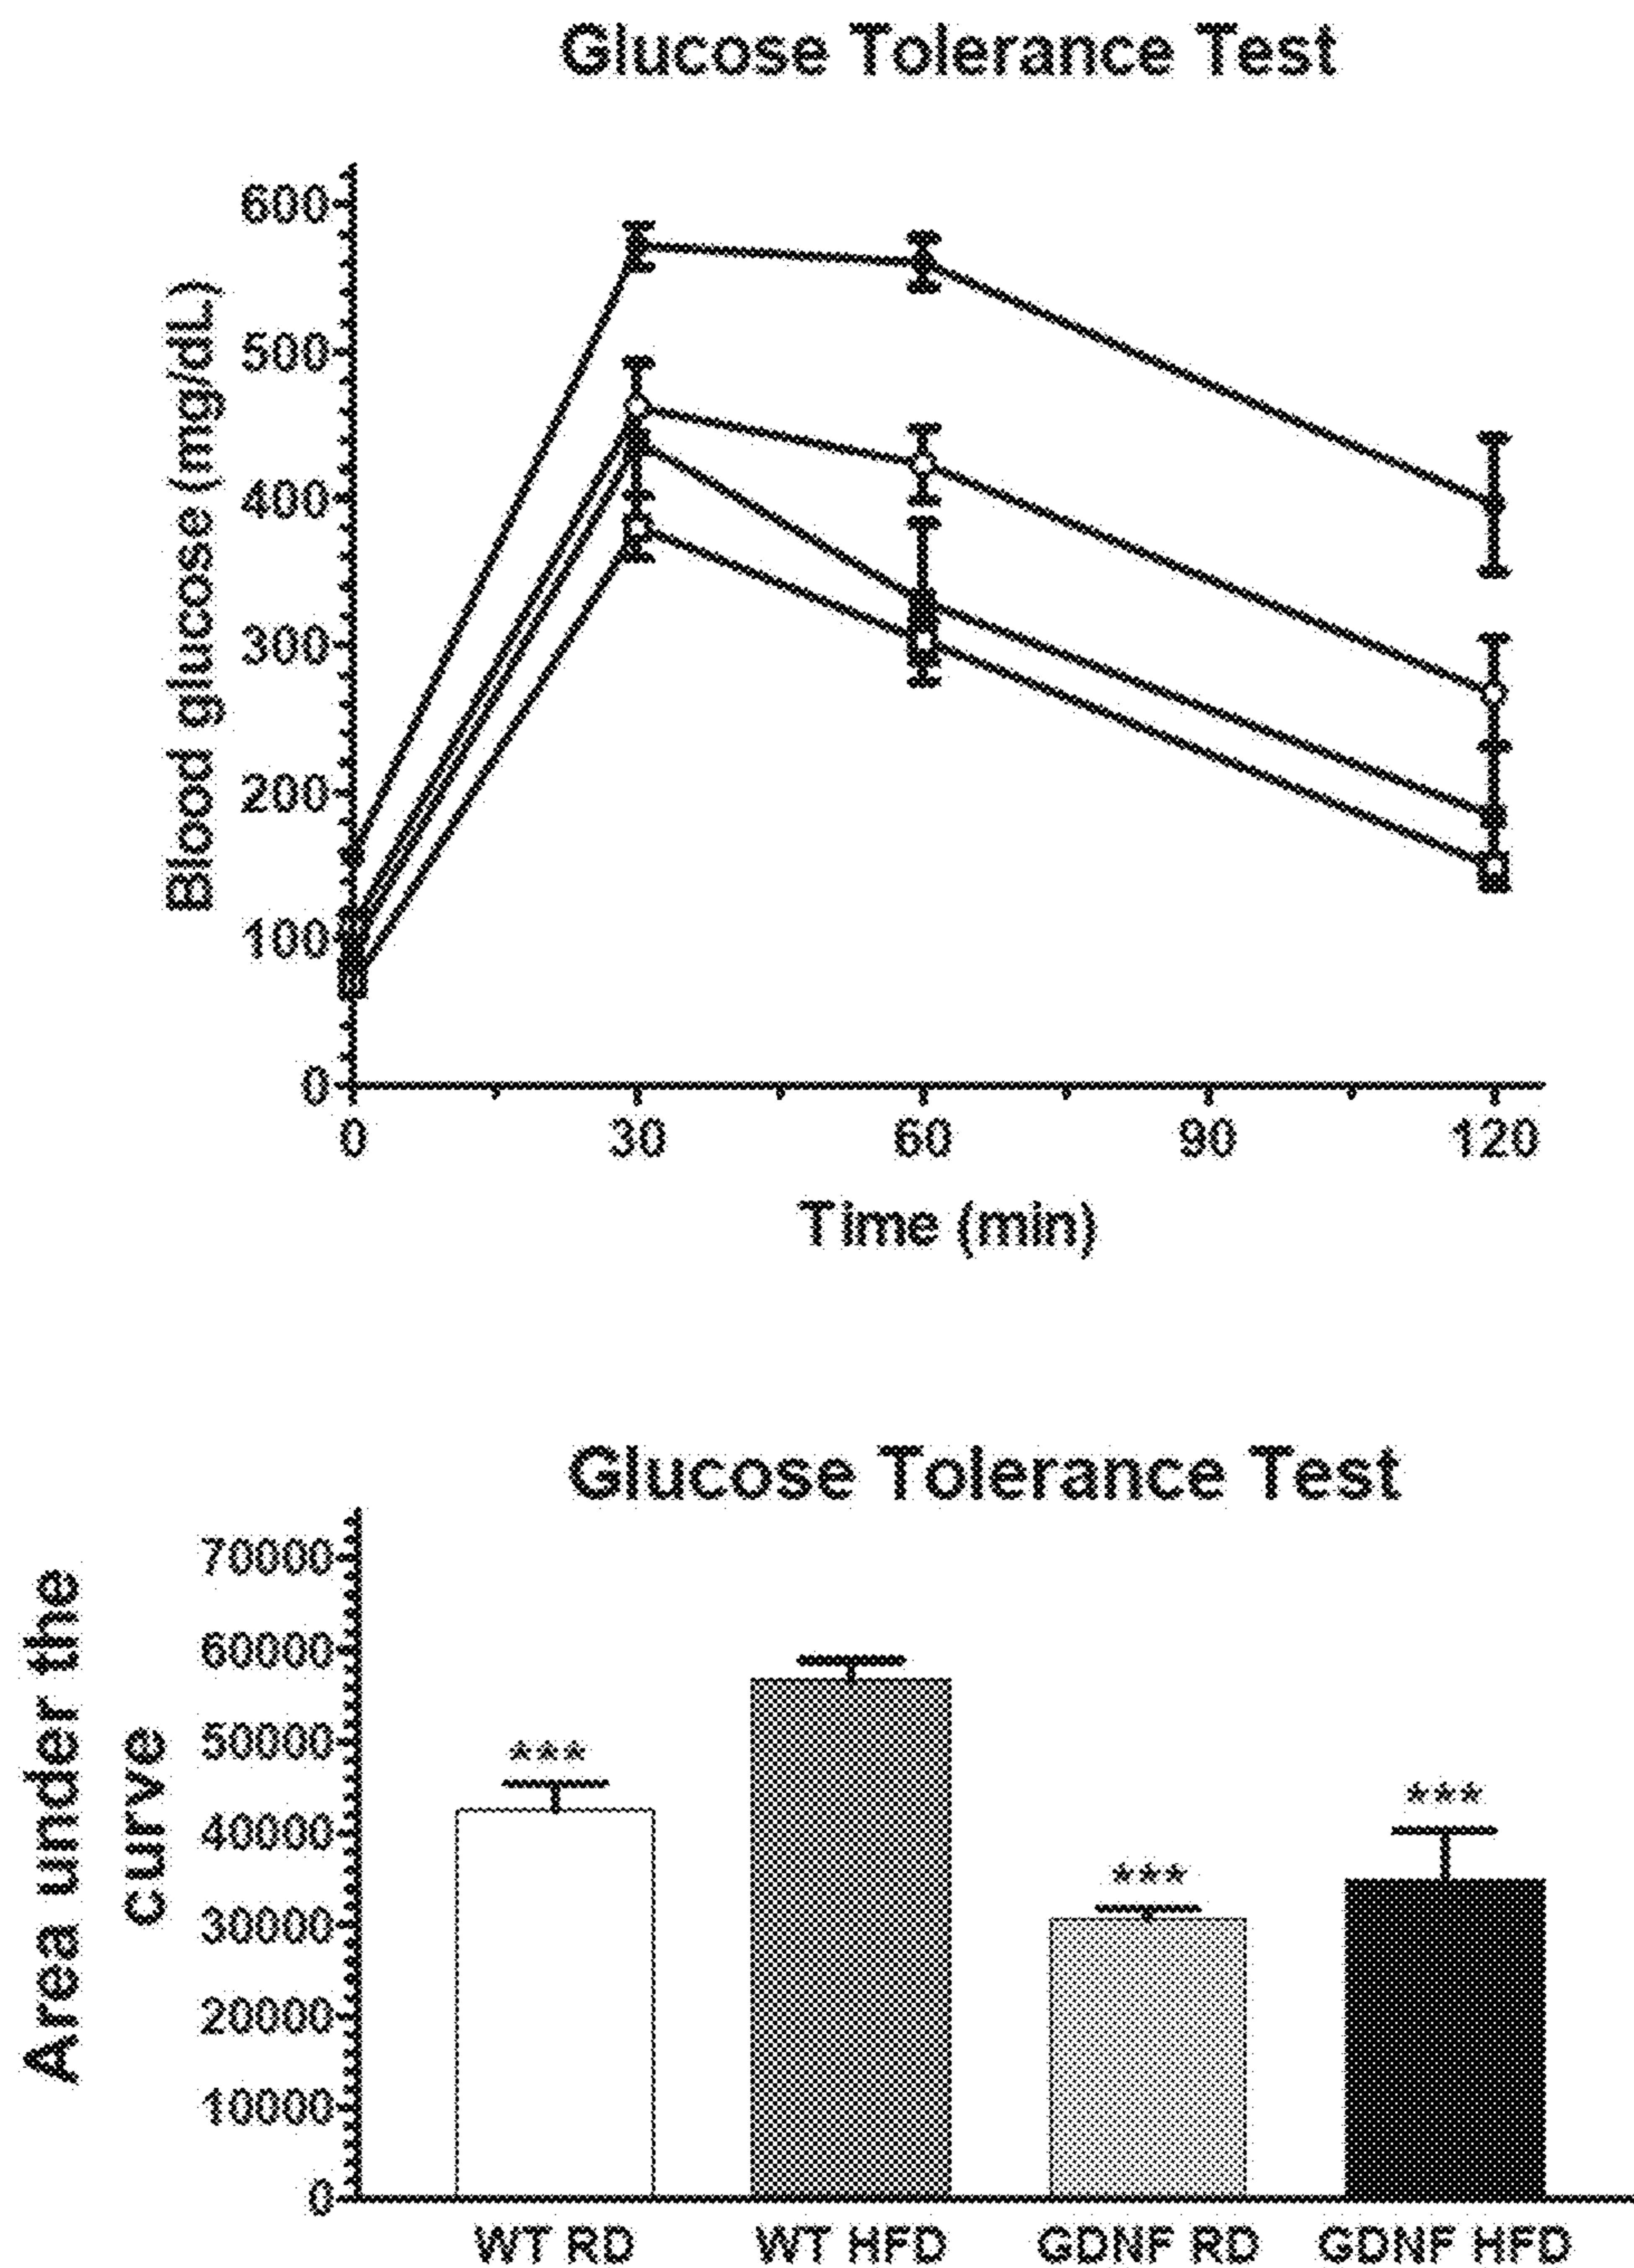 Glucose Tolerance Test
Blood glucose (mg/dL)
600
500
400
300
200
100
0
0 30 60 90 120
Time (min)
Glucose Tolerance Test
Area under the
curve
70000
60000
50000
40000
30000
20000
10000
0
***
***
***
WT RD WT HFD GDNF RD GDNF HFD